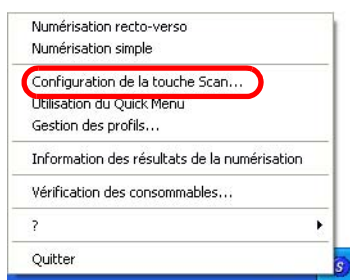 Numérisation recto-verso
Numérisation simple
Configuration de la touche Scan...
Utilisation du Quick Menu
Gestion des profils...
Information des résultats de la numérisation
Vérification des consommables...
?
Quitter
S